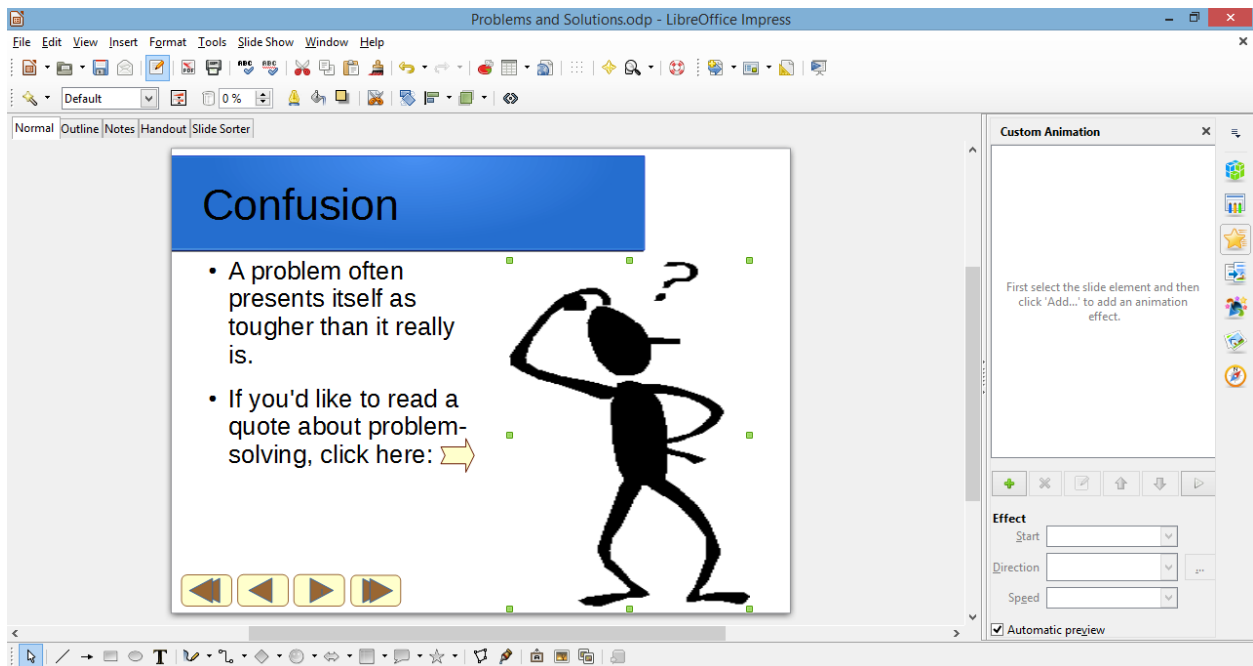 Problems and Solutions.odp - LibreOffice Impress
File Edit View Insert Format Tools Slide Show Window Help
Default
0 %
Normal Outline Notes Handout Slide Sorter
Confusion
• A problem often
presents itself as
tougher than it really
is.
• If you'd like to read a
quote about problem-
solving, click here:
?
Custom Animation
First select the slide element and then
click 'Add...' to add an animation
effect.
Effect
Start
Direction
...
Speed
Automatic preview